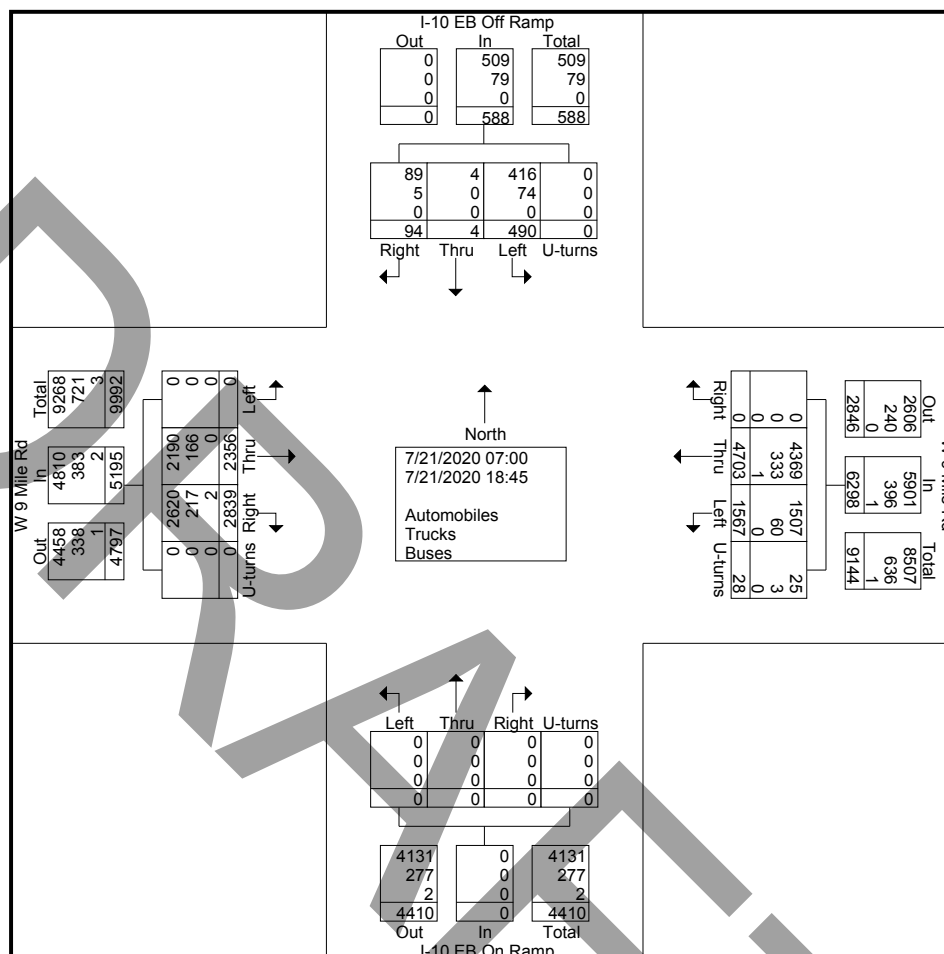 I-10 EB Off Ramp
Out In Total
0 509 509
0 79 79
0 0 0
0 588 588
89 4 416 0
5 0 74 0
0 0 0 0
94 4 490 0
Right Thru Left U-turns
W 9 Mile Rd
Total In Out
9268 4810 4458
721 383 338
3 2 1
9992 5195 4797
0 2190 2620 0
0 166 217 0
0 0 2 0
0 2356 2839 0
Left Thru Right U-turns
North
7/21/2020 07:00
7/21/2020 18:45
Automobiles
Trucks
Buses
Right Thru Left U-turns
0 4703 1567 28
0 1 0 0
0 333 60 3
0 4369 1507 25
2846 6298 9144
0 1 1
240 396 636
2606 5901 8507
Out In Total
Left Thru Right U-turns
0 0 0 0
0 0 0 0
0 0 0 0
0 0 0 0
4131 0 4131
277 0 277
2 0 2
4410 0 4410
Out In Total
I-10 EB On Ramp